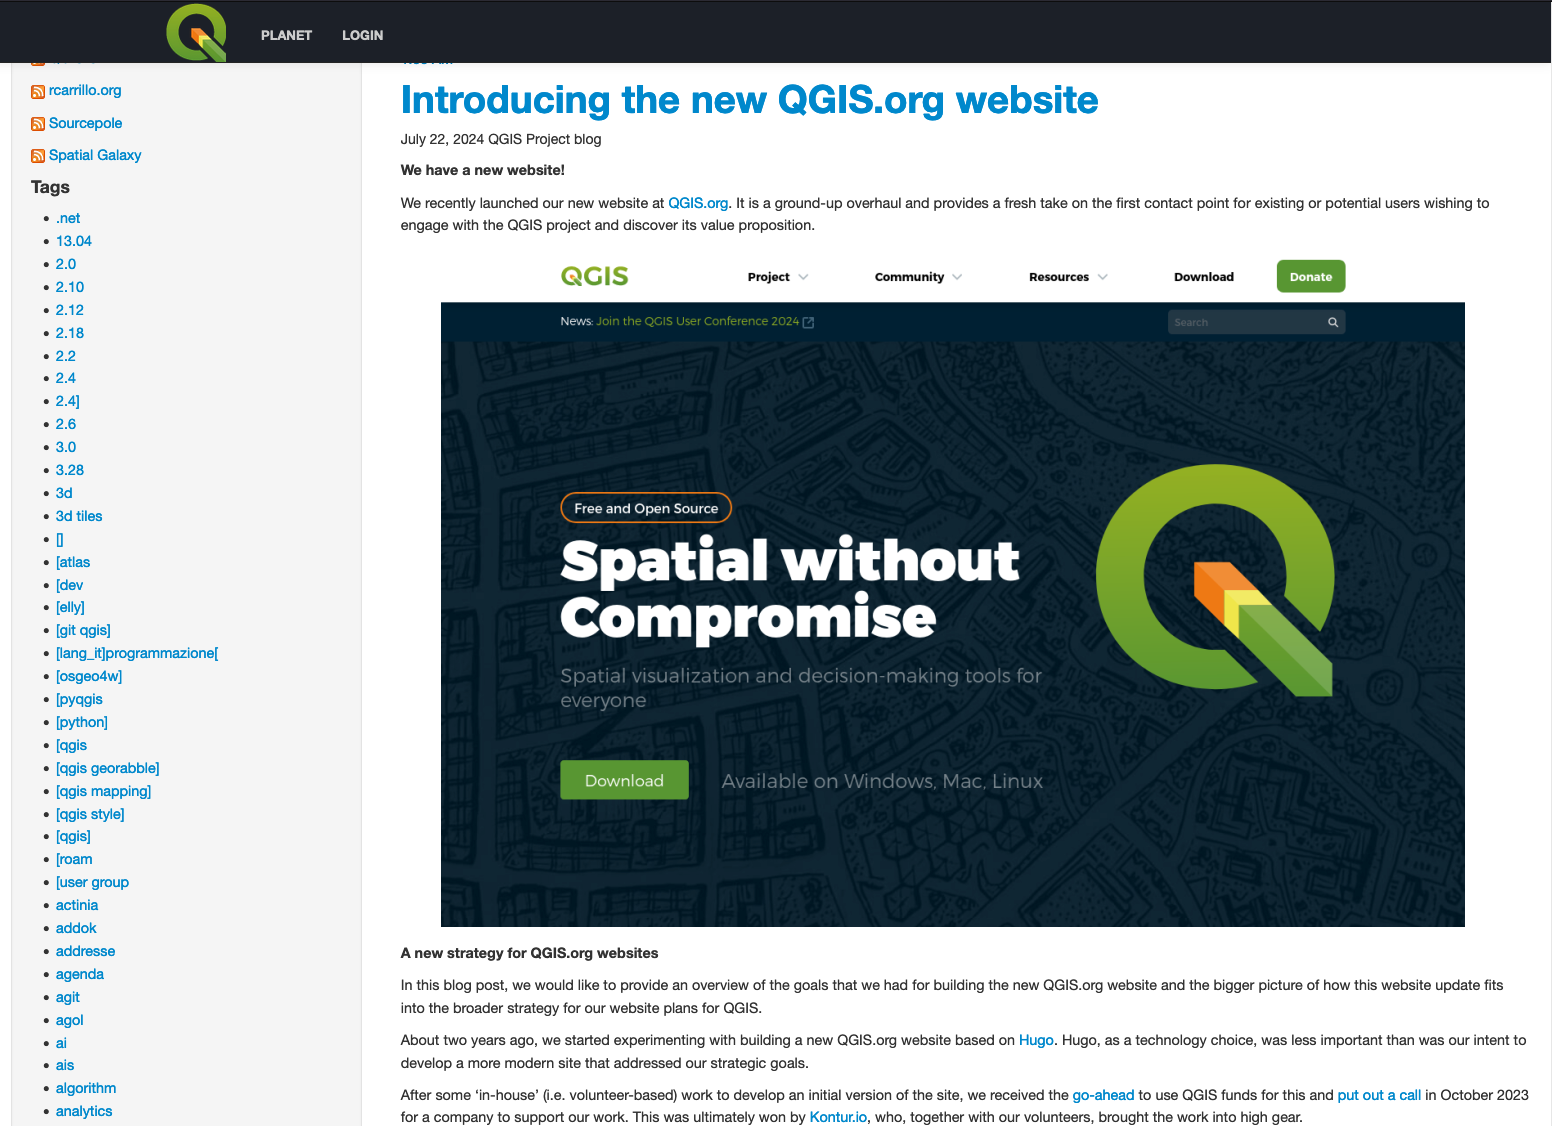 PLANET LOGIN
rcarrillo.org
Sourcepole
Spatial Galaxy
Tags
.net
13.04
2.0
2.10
2.12
2.18
2.2
2.4
2.4]
2.6
3.0
3.28
3d
3d tiles
[]
[atlas
[dev
[elly]
[git qgis]
[lang_it]programmazione[
[osgeo4w]
[pyqgis
[python]
[qgis
[qgis georabble]
[qgis mapping]
[qgis style]
[qgis]
[roam
[user group
actinia
addok
addresse
agenda
agit
agol
ai
ais
algorithm
analytics
Introducing the new QGIS.org website
July 22, 2024 QGIS Project blog
We have a new website!
We recently launched our new website at QGIS.org. It is a ground-up overhaul and provides a fresh take on the first contact point for existing or potential users wishing to
engage with the QGIS project and discover its value proposition.
QGIS Project Community Resources Download Donate
News: Join the QGIS User Conference 2024 Search
Free and Open Source
Spatial without
Compromise
Spatial visualization and decision-making tools for
everyone
Download Available on Windows, Mac, Linux
A new strategy for QGIS.org websites
In this blog post, we would like to provide an overview of the goals that we had for building the new QGIS.org website and the bigger picture of how this website update fits
into the broader strategy for our website plans for QGIS.
About two years ago, we started experimenting with building a new QGIS.org website based on Hugo. Hugo, as a technology choice, was less important than was our intent to
develop a more modern site that addressed our strategic goals.
After some ‘in-house’ (i.e. volunteer-based) work to develop an initial version of the site, we received the go-ahead to use QGIS funds for this and put out a call in October 2023
for a company to support our work. This was ultimately won by Kontur.io, who, together with our volunteers, brought the work into high gear.